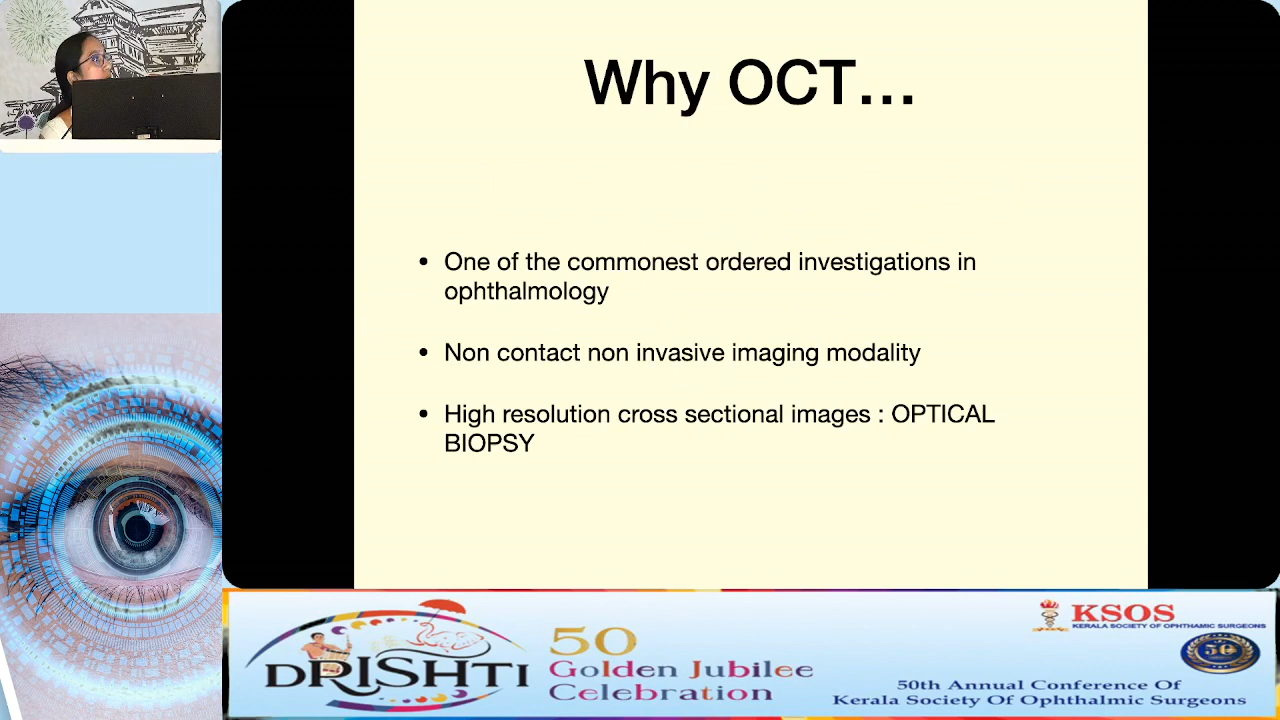 Why OCT...
• One of the commonest ordered investigations in
ophthalmology
• Non contact non invasive imaging modality
• High resolution cross sectional images : OPTICAL
BIOPSY
DRISHTI
50
Golden Jubilee
Celebration
KSOS
KERALA SOCIETY OF OPHTHAMIC SURGEONS
50
50th Annual Conference Of
Kerala Society Of Ophthalmic Surgeons